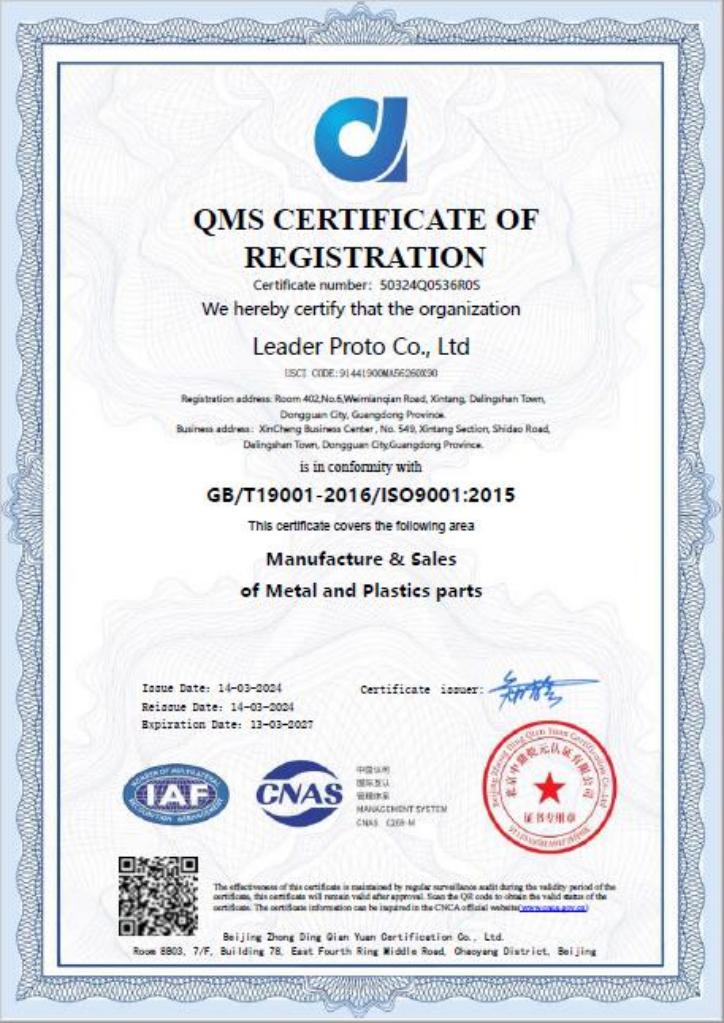 QMS CERTIFICATE OF
REGISTRATION
Certificate number: 50324Q0536R0S
We hereby certify that the organization
Leader Proto Co., Ltd
USCI CODE:91441900MA56260X90
Registration address: Room 402,No.6,Weimianqian Road, Xintang, Dalingshan Town,
Dongguan City, Guangdong Province.
Business address: XinCheng Business Center, No. 549, Xintang Section, Shidao Road,
Dalingshan Town, Dongguan City,Guangdong Province.
is in conformity with
GB/T19001-2016/ISO9001:2015
This certificate covers the following area
Manufacture & Sales
of Metal and Plastics parts
Issue Date: 14-03-2024
Certificate issuer:
Reissue Date: 14-03-2024
Expiration Date: 13-03-2027
MEMBER OF MULTILATERAL
IAF
RECOGNITION ARRANGEMENT
CNAS
中国认可
国际互认
管理体系
MANAGEMENT SYSTEM
CNAS C269-M
Beijing Zhong Ding Qian Yuan Certification Co.,Ltd
北京中鼎乾元认证有限公司
证书专用章
The effectiveness of this certificate is maintained by regular surveillance audit during the validity period of the
certificate, this certificate will remain valid after approval. Scan the QR code to obtain the valid status of the
certificate. The certificate information can be inquired in the CNCA official website(www.cnca.gov.cn)
Beijing Zhong Ding Qian Yuan Certification Co., Ltd.
Room 8B03, 7/F, Building 78, East Fourth Ring Middle Road, Chaoyang District, Beijing